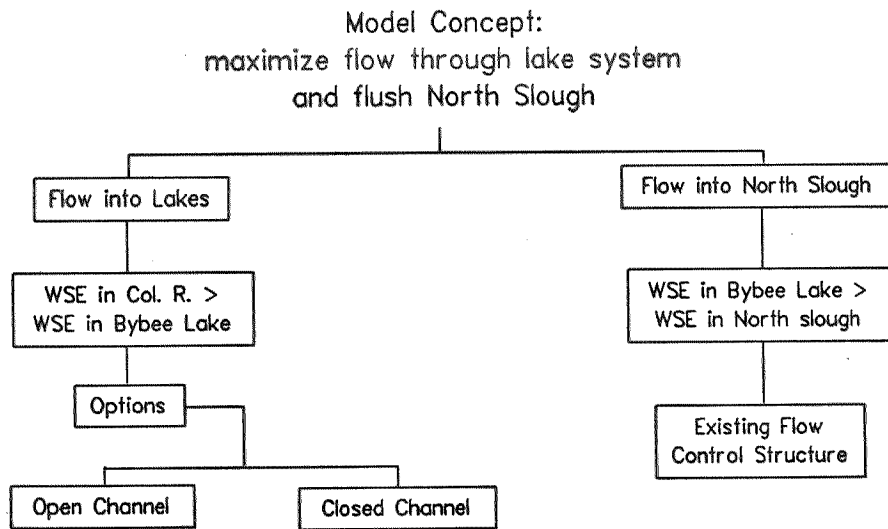 Model Concept:
maximize flow through lake system
and flush North Slough
Flow into Lakes
Flow into North Slough
WSE in Col. R. >
WSE in Bybee Lake
WSE in Bybee Lake >
WSE in North slough
Options
Existing Flow
Control Structure
Open Channel
Closed Channel